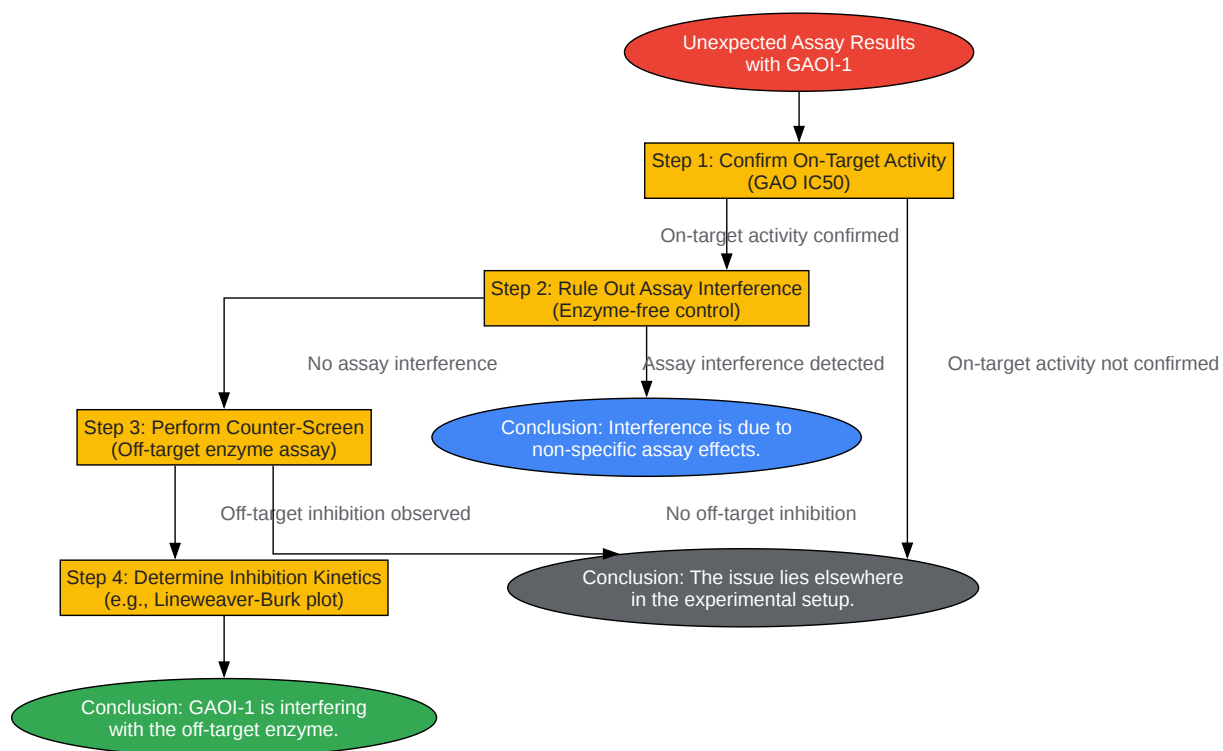 Unexpected Assay Results
with GAOI-1
Step 1: Confirm On-Target Activity
(GAO IC50)
On-target activity confirmed
Step 2: Rule Out Assay Interference
(Enzyme-free control)
No assay interference
Assay interference detected
On-target activity not confirmed
Step 3: Perform Counter-Screen
(Off-target enzyme assay)
Conclusion: Interference is due to
non-specific assay effects.
Off-target inhibition observed
No off-target inhibition
Step 4: Determine Inhibition Kinetics
(e.g., Lineweaver-Burk plot)
Conclusion: The issue lies elsewhere
in the experimental setup.
Conclusion: GAOI-1 is interfering
with the off-target enzyme.